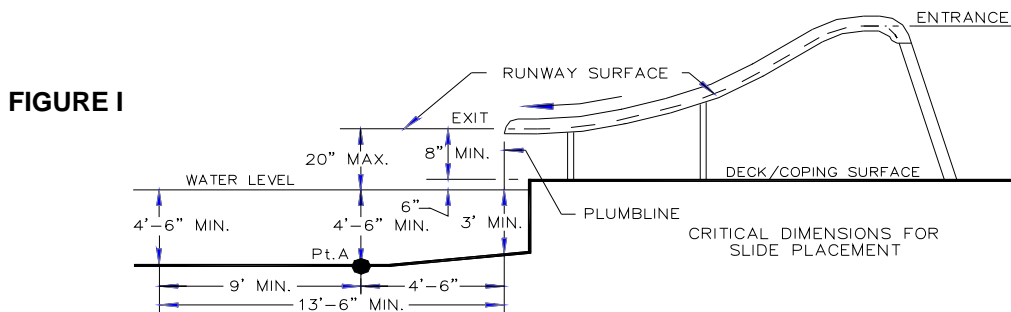 ENTRANCE
RUNWAY SURFACE
FIGURE I
EXIT
20” MAX.
8” MIN.
WATER LEVEL
DECK/COPING SURFACE
6”
4’-6” MIN.
4’-6” MIN.
3’ MIN.
PLUMBLINE
CRITICAL DIMENSIONS FOR
SLIDE PLACEMENT
Pt.A
9’ MIN.
4’-6”
13’-6” MIN.